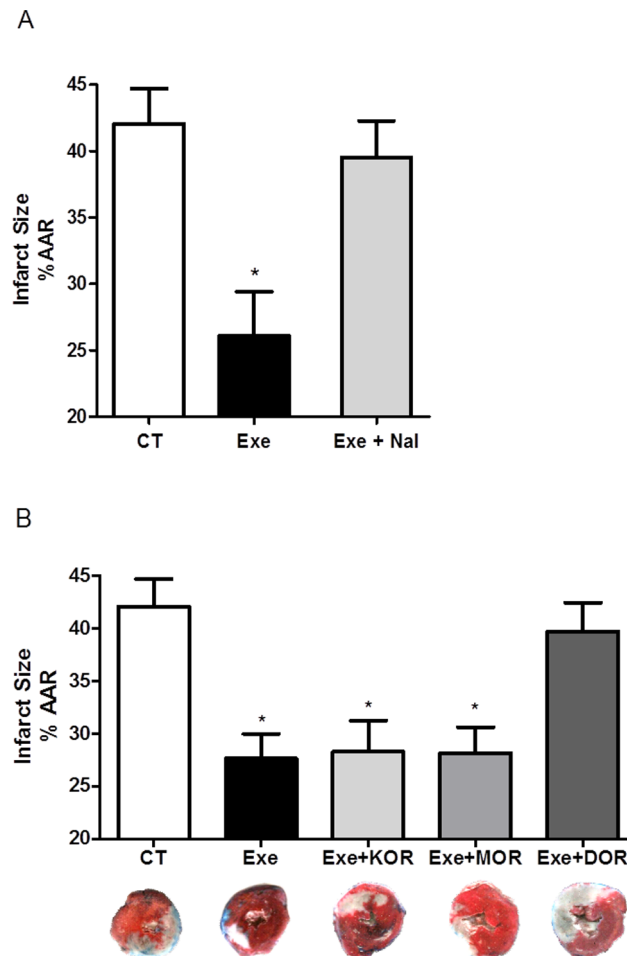 A
45
40
35
30
25
20
Infarct Size
% AAR
*
CT
Exe
Exe + Nal
B
45
40
35
30
25
20
Infarct Size
% AAR
*
*
*
CT
Exe
Exe+KOR
Exe+MOR
Exe+DOR